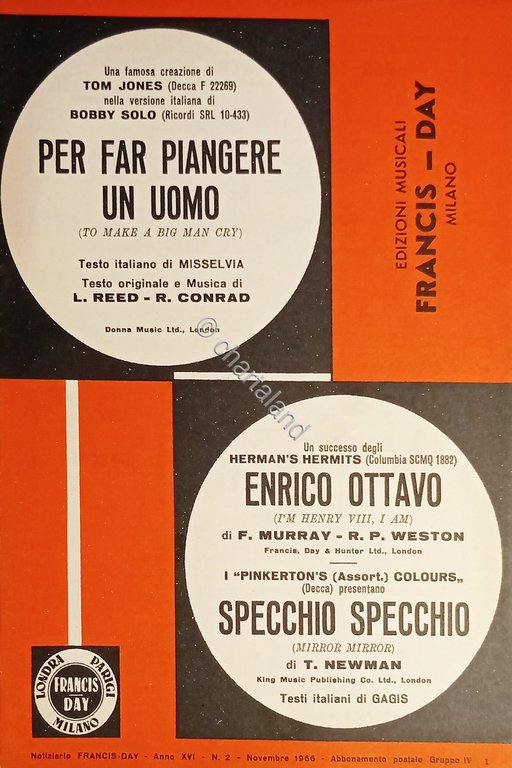 Una famosa creazione di
TOM JONES (Decca F 22269)
nella versione italiana di
BOBBY SOLO (Ricordi SRL 10-433)
PER FAR PIANGERE
UN UOMO
(TO MAKE A BIG MAN CRY)
Testo italiano di MISSELVIA
Testo originale e Musica di
L. REED - R. CONRAD
Donna Music Ltd., London
EDIZIONI MUSICALI
FRANCIS - DAY
MILANO
© chartaland
Un successo degli
HERMAN'S HERMITS (Columbia SCMQ 1882)
ENRICO OTTAVO
(I'M HENRY VIII, I AM)
di F. MURRAY - R. P. WESTON
Francis, Day & Hunter Ltd., London
I "PINKERTON'S (Assort.) COLOURS„
(Decca) presentano
SPECCHIO SPECCHIO
(MIRROR MIRROR)
di T. NEWMAN
King Music Publishing Co. Ltd., London
Testi italiani di GAGIS
LONDRA PARIGI
FRANCIS
DAY
MILANO
Notiziario FRANCIS-DAY - Anno XVI - N. 2 - Novembre 1966 - Abbonamento postale Gruppo IV 1